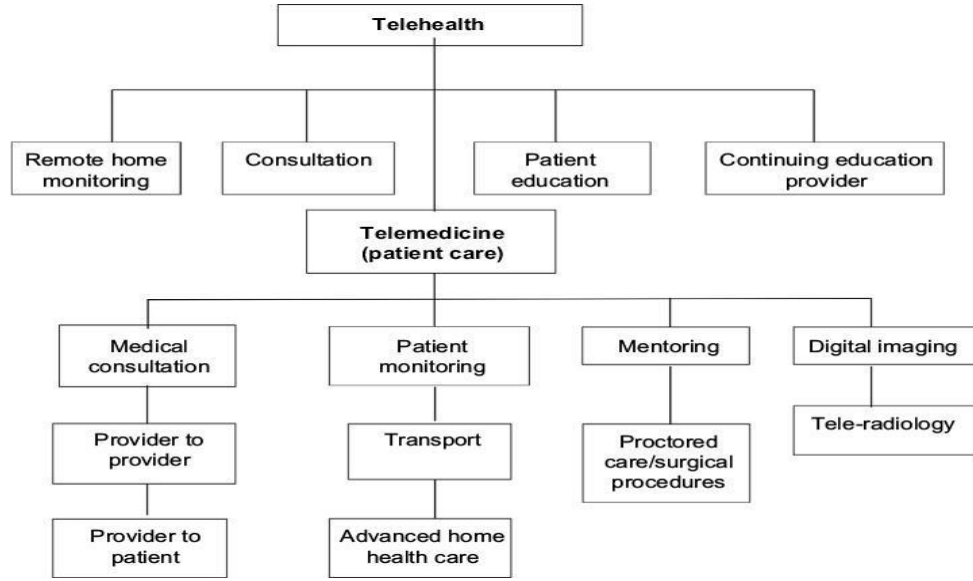 Telehealth
Remote home
monitoring
Consultation
Patient
education
Continuing education
provider
Telemedicine
(patient care)
Medical
consultation
Patient
monitoring
Mentoring
Digital imaging
Provider to
provider
Transport
Proctored
care/surgical
procedures
Tele-radiology
Provider to
patient
Advanced home
health care